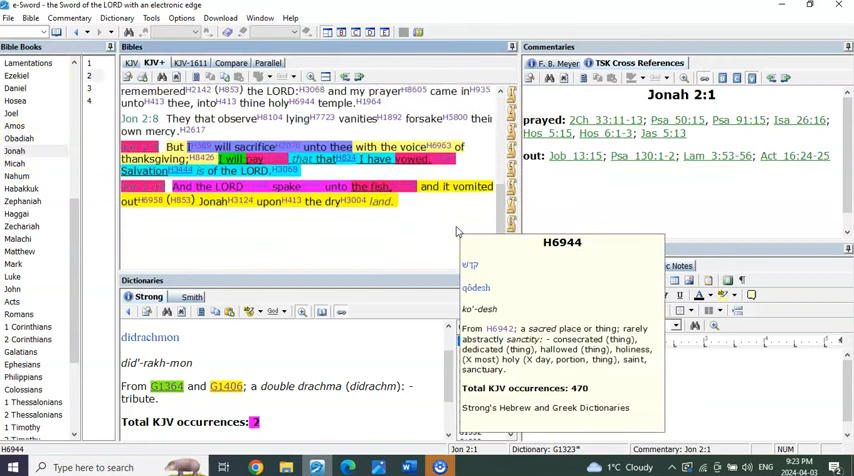 e-Sword - the Sword of the LORD with an electronic edge
File Bible Commentary Dictionary Tools Options Download Window Help
Bible Books
Lamentations 1
Ezekiel 2
Daniel 3
Hosea 4
Joel
Amos
Obadiah
Jonah
Micah
Nahum
Habakkuk
Zephaniah
Haggai
Zechariah
Malachi
Matthew
Mark
Luke
John
Acts
Romans
1 Corinthians
2 Corinthians
Galatians
Ephesians
Philippians
Colossians
1 Thessalonians
2 Thessalonians
1 Timothy
Bibles
KJV KJV+ KJV-1611 Compare Parallel
remembered H2142 (H853) the LORD: H3068 and my prayer H8605 came in H935
unto H413 thee, into H413 thine holy H6944 temple. H1964
Jon 2:8 They that observe H8104 lying H7723 vanities H1892 forsake H5800 their
own mercy. H2617
But I H589 will sacrifice H2076 unto thee with the voice H6963 of
thanksgiving; H8426 I will pay that that H834 I have vowed.
Salvation H3444 is of the LORD. H3068
And the LORD spake unto the fish, and it vomited
out H6958 (H853) Jonah H3124 upon H413 the dry H3004 land.
Dictionaries
Strong Smith
didrachmon
did'-rakh-mon
From G1364 and G1406; a double drachma (didrachm): -
tribute.
Total KJV occurrences: 2
Commentaries
F. B. Meyer TSK Cross References
Jonah 2:1
prayed: 2Ch 33:11-13, Psa 50:15, Psa 91:15, Isa 26:16
Hos 5:15, Hos 6:1-3, Jas 5:13
out: Job 13:15, Psa 130:1-2, Lam 3:53-56, Act 16:24-25
ic Notes
H6944
קֹדֶשׁ
qôdesh
ko'-desh
From H6942; a sacred place or thing; rarely
abstractly sanctity: - consecrated (thing),
dedicated (thing), hallowed (thing), holiness,
(X most) holy (X day, portion, thing), saint,
sanctuary.
Total KJV occurrences: 470
Strong's Hebrew and Greek Dictionaries
H6944 Jon 2:1 Dictionary: G1323* Commentary: Jon 2:1 NUM
Type here to search
1°C Cloudy
9:23 PM
2024-04-03